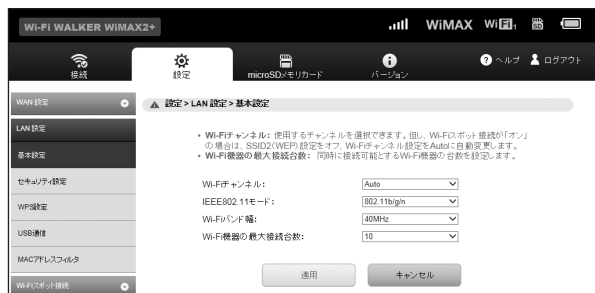 Wi-Fi WALKER WiMAX2+
WiMAX WiFi1
接続
設定
microSDメモリカード
バージョン
ヘルプ
ログアウト
WAN 設定
LAN 設定
基本設定
セキュリティ設定
WPS設定
USB通信
MACアドレスフィルタ
Wi-Fiスポット接続
設定 > LAN 設定 > 基本設定
• Wi-Fiチャンネル: 使用するチャンネルを選択できます。但し、Wi-Fiスポット接続が「オン」
の場合は、SSID2(WEP)設定をオフ、Wi-Fiチャンネル設定をAutoに自動変更します。
• Wi-Fi機器の最大接続台数: 同時に接続可能とするWi-Fi機器の台数を設定します。
Wi-Fiチャンネル: Auto
IEEE802.11モード: 802.11b/g/n
Wi-Fiバンド幅: 40MHz
Wi-Fi機器の最大接続台数: 10
適用 キャンセル